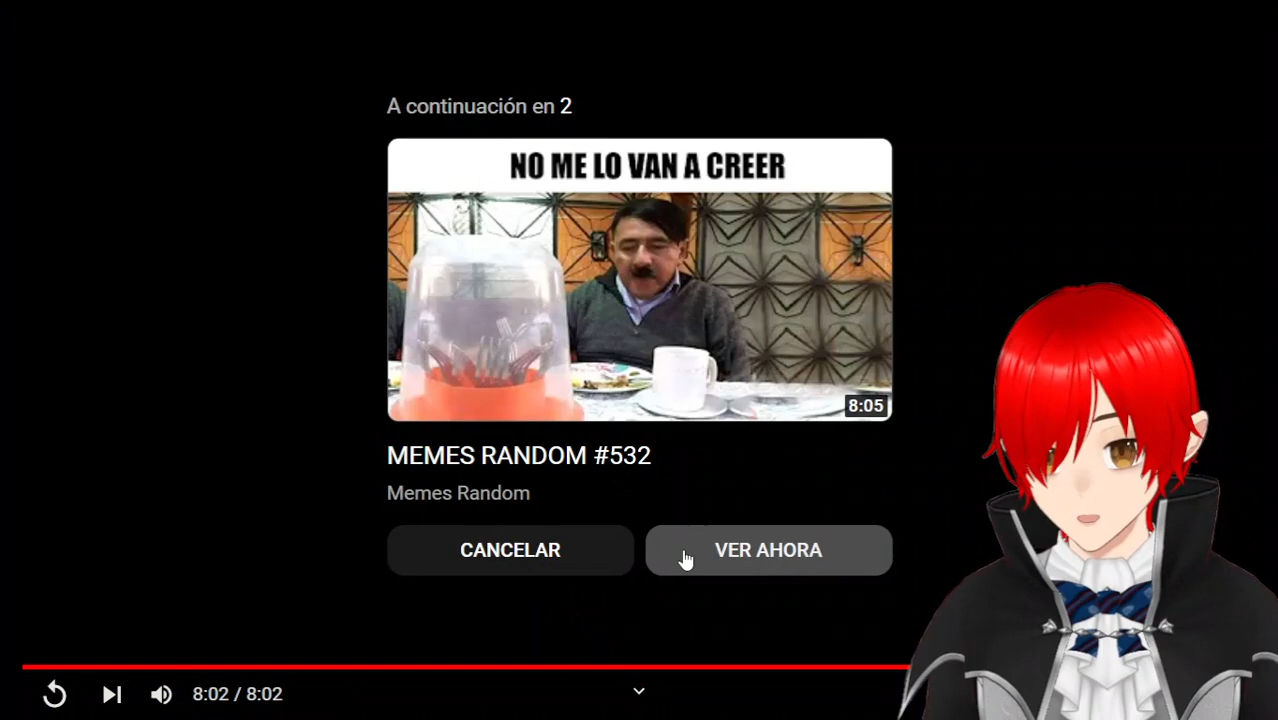 A continuación en 2
NO ME LO VAN A CREER
8:05
MEMES RANDOM #532
Memes Random
CANCELAR
VER AHORA
8:02 / 8:02